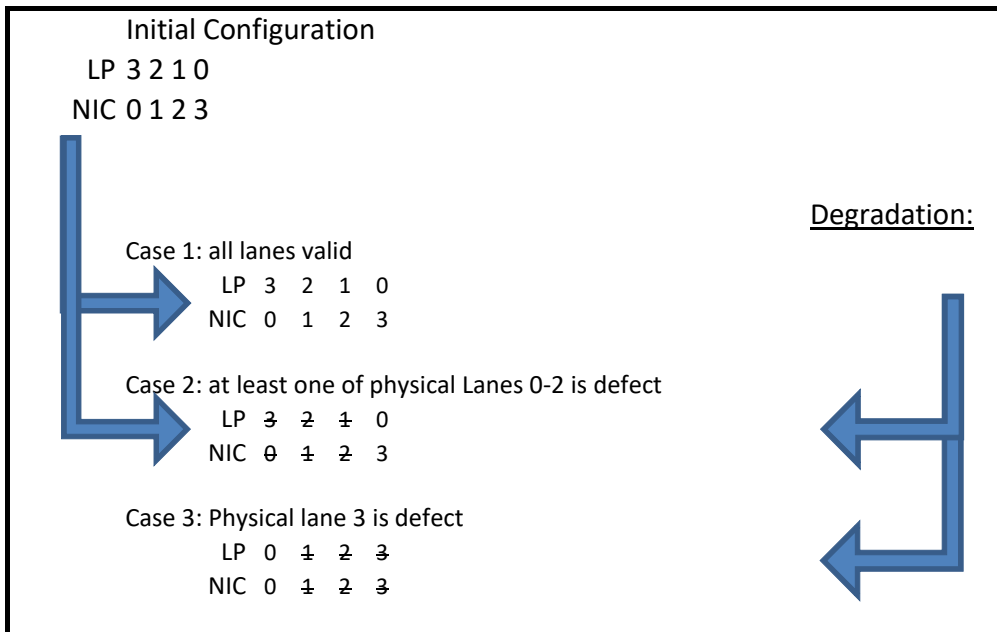 Initial Configuration
LP 3 2 1 0
NIC 0 1 2 3
Degradation:
Case 1: all lanes valid
LP 3 2 1 0
NIC 0 1 2 3
Case 2: at least one of physical Lanes 0-2 is defect
LP 3 2 1 0
NIC 0 1 2 3
Case 3: Physical lane 3 is defect
LP 0 1 2 3
NIC 0 1 2 3